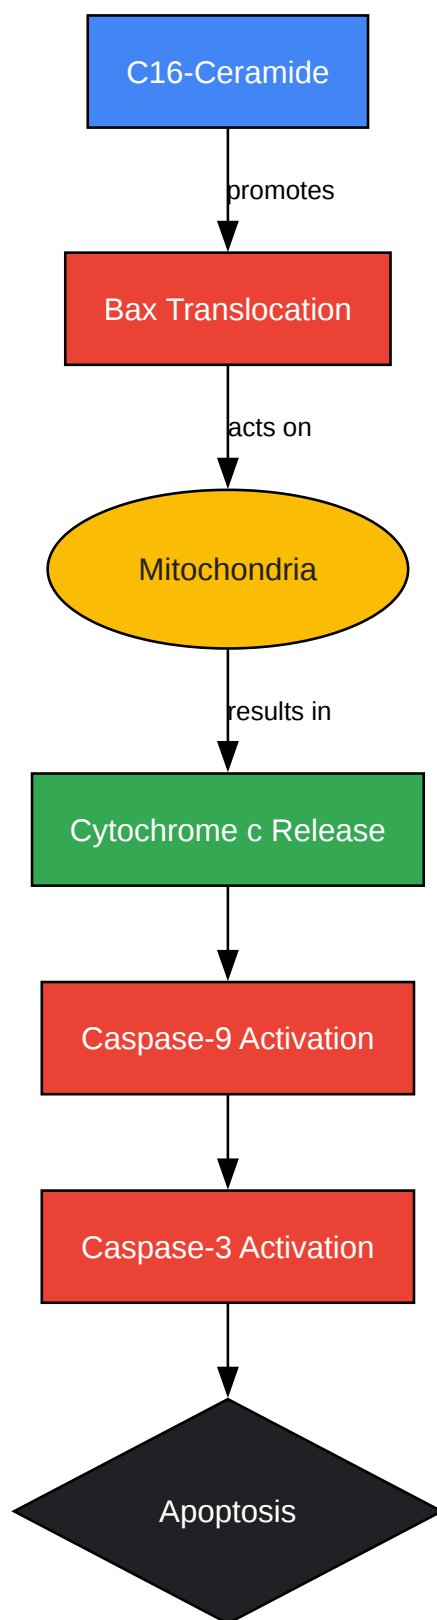 C16-Ceramide
promotes
Bax Translocation
acts on
Mitochondria
results in
Cytochrome c Release
Caspase-9 Activation
Caspase-3 Activation
Apoptosis